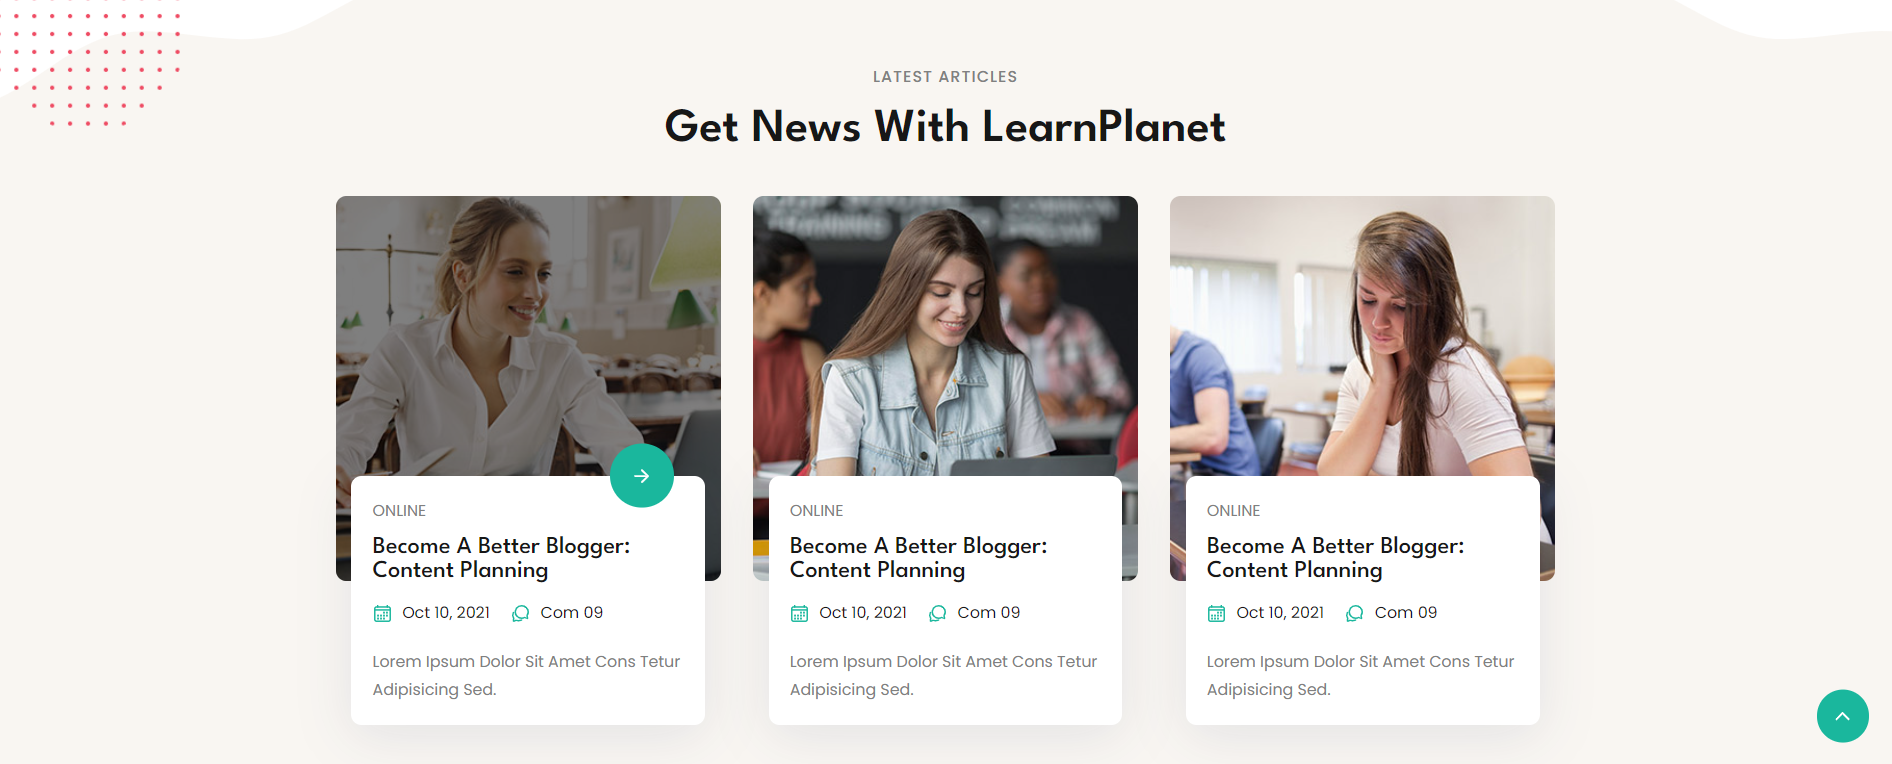 LATEST ARTICLES
Get News With LearnPlanet
ONLINE
Become A Better Blogger:
Content Planning
Oct 10, 2021 Com 09
Lorem Ipsum Dolor Sit Amet Cons Tetur
Adipisicing Sed.
ONLINE
Become A Better Blogger:
Content Planning
Oct 10, 2021 Com 09
Lorem Ipsum Dolor Sit Amet Cons Tetur
Adipisicing Sed.
ONLINE
Become A Better Blogger:
Content Planning
Oct 10, 2021 Com 09
Lorem Ipsum Dolor Sit Amet Cons Tetur
Adipisicing Sed.